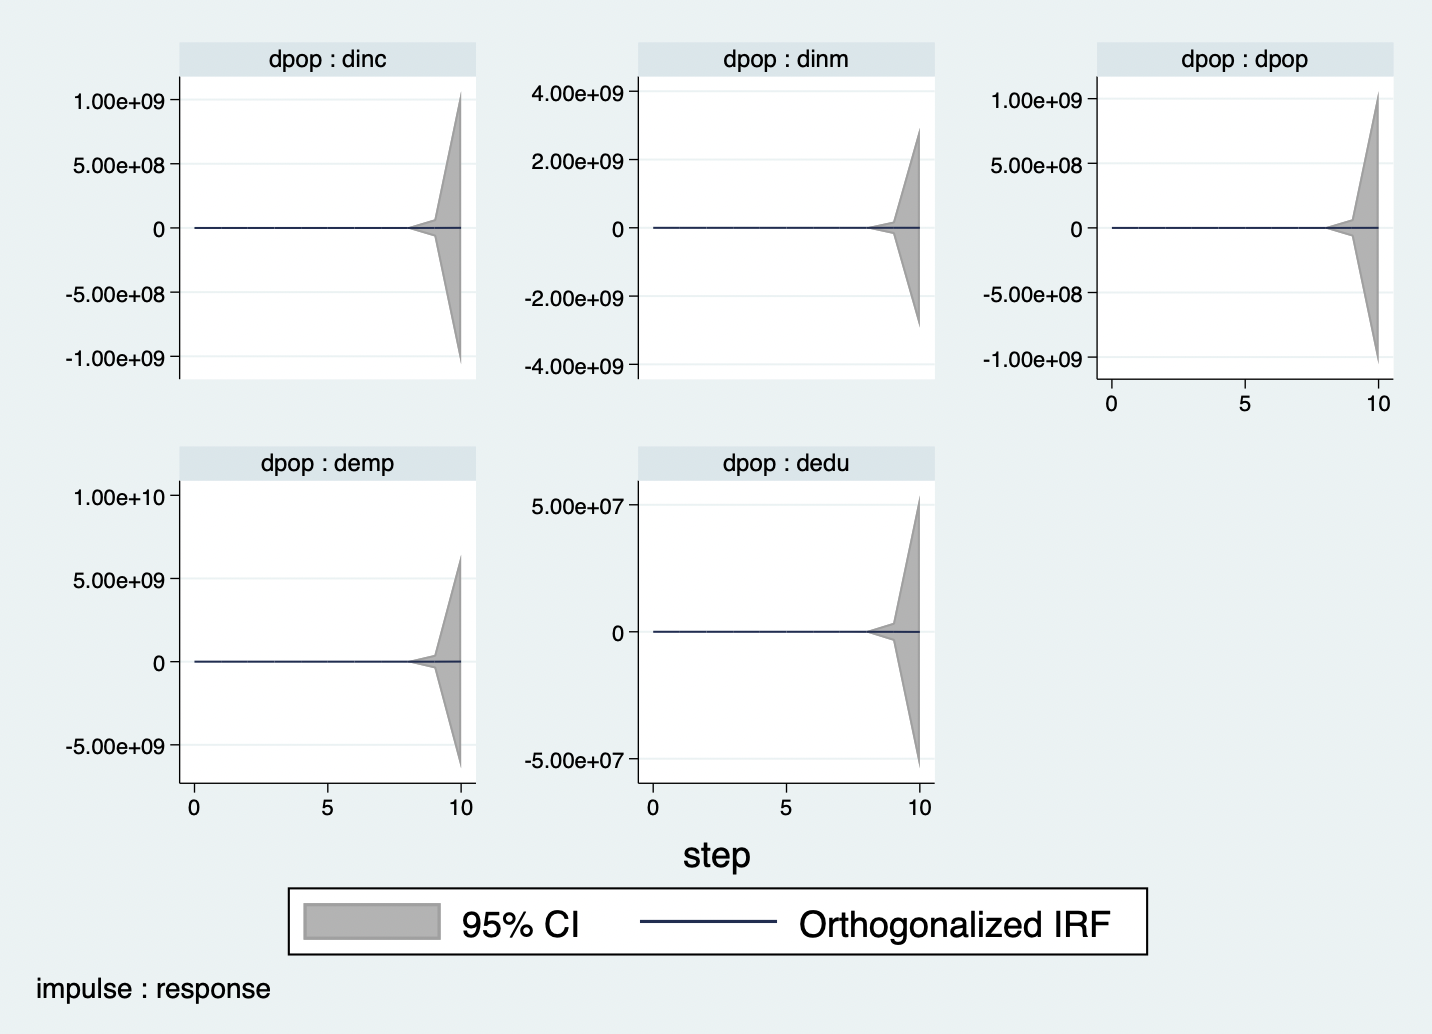 dpop : dinc
dpop : dinm
dpop : dpop
1.00e+09
5.00e+08
0
-5.00e+08
-1.00e+09
4.00e+09
2.00e+09
0
-2.00e+09
-4.00e+09
1.00e+09
5.00e+08
0
-5.00e+08
-1.00e+09
0 5 10
dpop : demp
dpop : dedu
1.00e+10
5.00e+09
0
-5.00e+09
0 5 10
5.00e+07
0
-5.00e+07
0 5 10
step
95% CI
Orthogonalized IRF
impulse : response